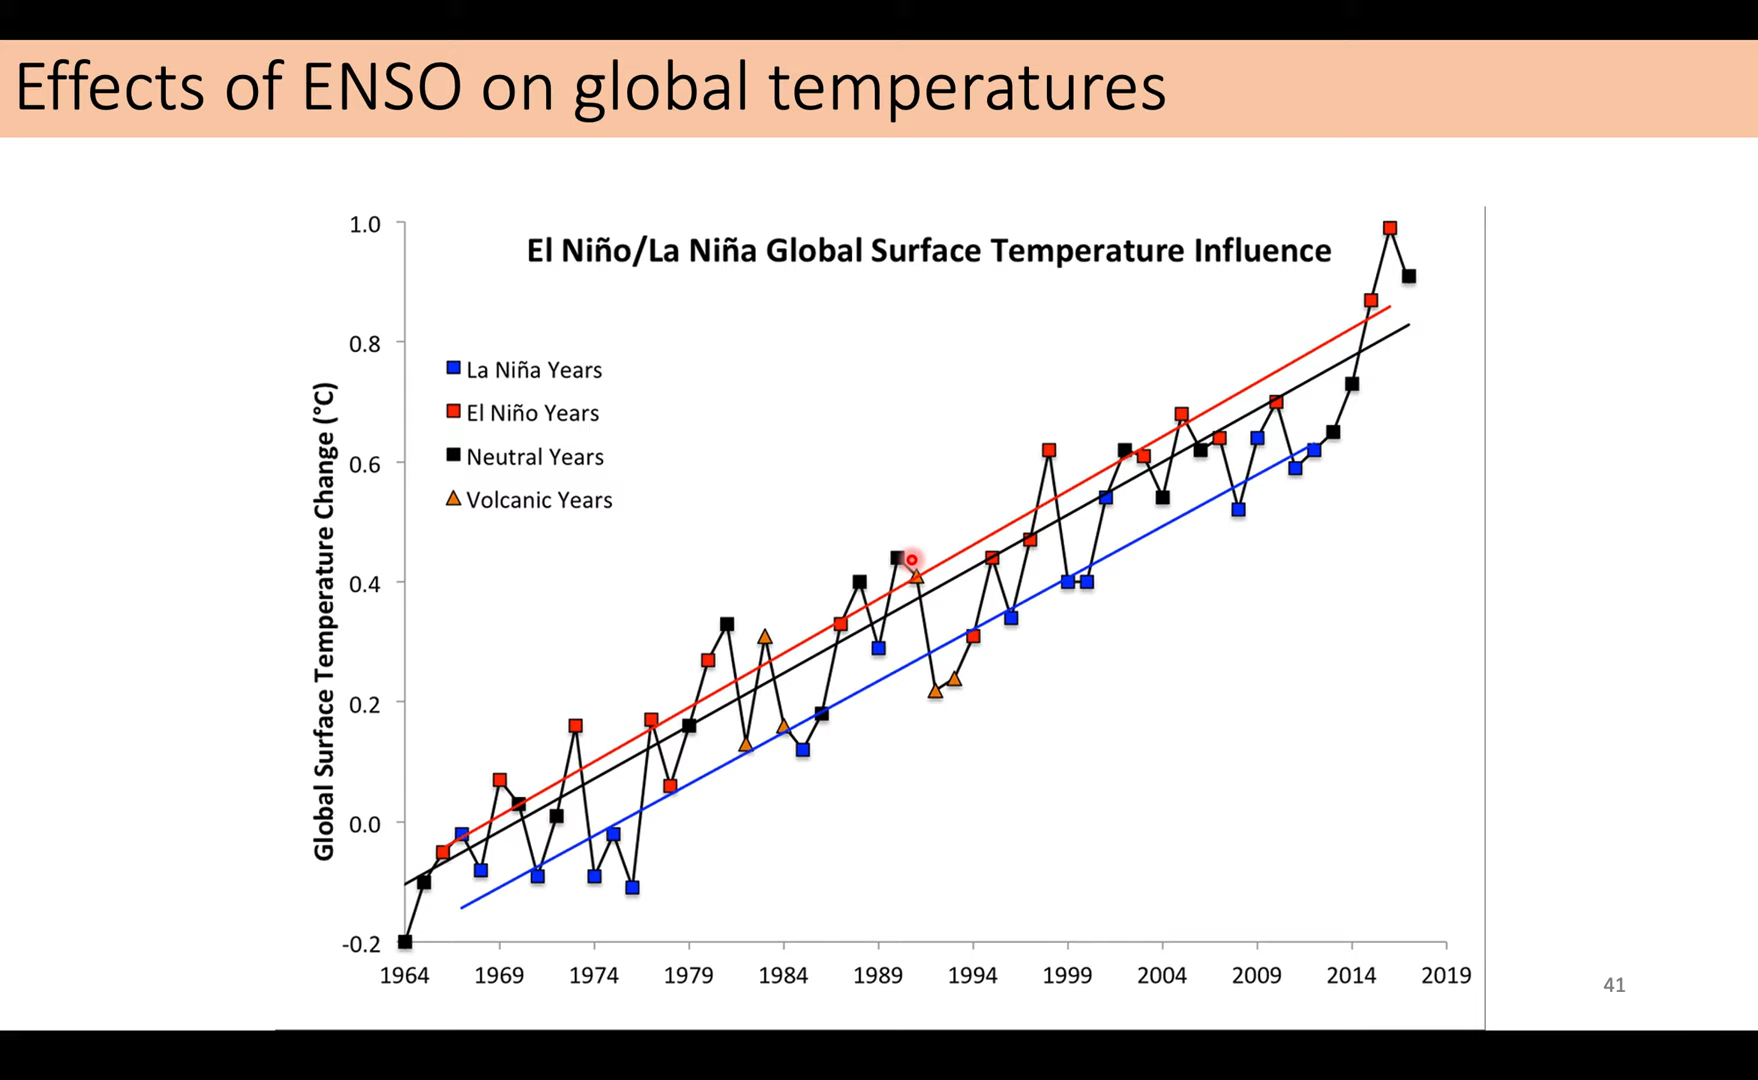 Effects of ENSO on global temperatures
El Niño/La Niña Global Surface Temperature Influence
Global Surface Temperature Change (°C)
1.0
0.8
0.6
0.4
0.2
0.0
-0.2
La Niña Years
El Niño Years
Neutral Years
Volcanic Years
1964 1969 1974 1979 1984 1989 1994 1999 2004 2009 2014 2019
41